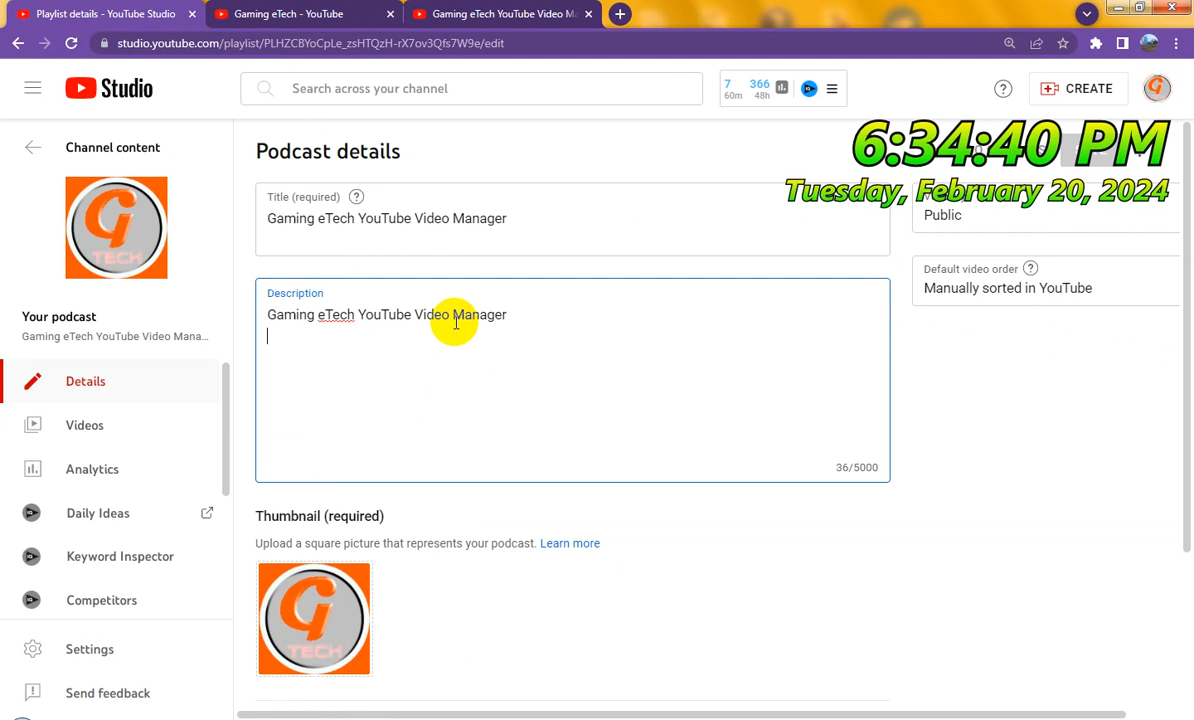 Playlist details - YouTube Studio
Gaming eTech - YouTube
Gaming eTech YouTube Video Ma
studio.youtube.com/playlist/PLHZCBYoCpLe_zsHTQzH-rX7ov3Qfs7W9e/edit
Studio
Search across your channel
7
60m
366
48h
CREATE
6:34:40 PM
Tuesday, February 20, 2024
Channel content
Podcast details
Title (required)
Gaming eTech YouTube Video Manager
Public
Description
Gaming eTech YouTube Video Manager
36/5000
Default video order
Manually sorted in YouTube
G
TECH
Your podcast
Gaming eTech YouTube Video Mana...
Details
Videos
Analytics
Daily Ideas
Keyword Inspector
Competitors
Settings
Send feedback
Thumbnail (required)
Upload a square picture that represents your podcast. Learn more
G
TECH